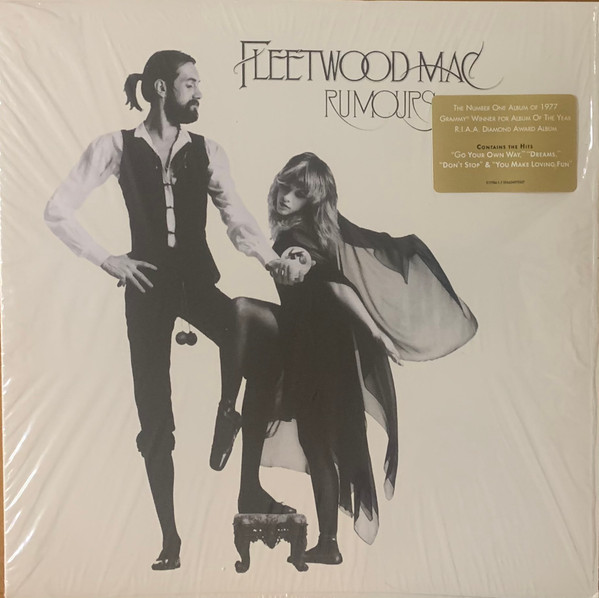 FLEETWOOD MAC
RUMOURS
THE NUMBER ONE ALBUM OF 1977
GRAMMY® WINNER FOR ALBUM OF THE YEAR
R.I.A.A. DIAMOND AWARD ALBUM
CONTAINS THE HITS
"GO YOUR OWN WAY," "DREAMS,"
"DON'T STOP" & "YOU MAKE LOVING FUN"